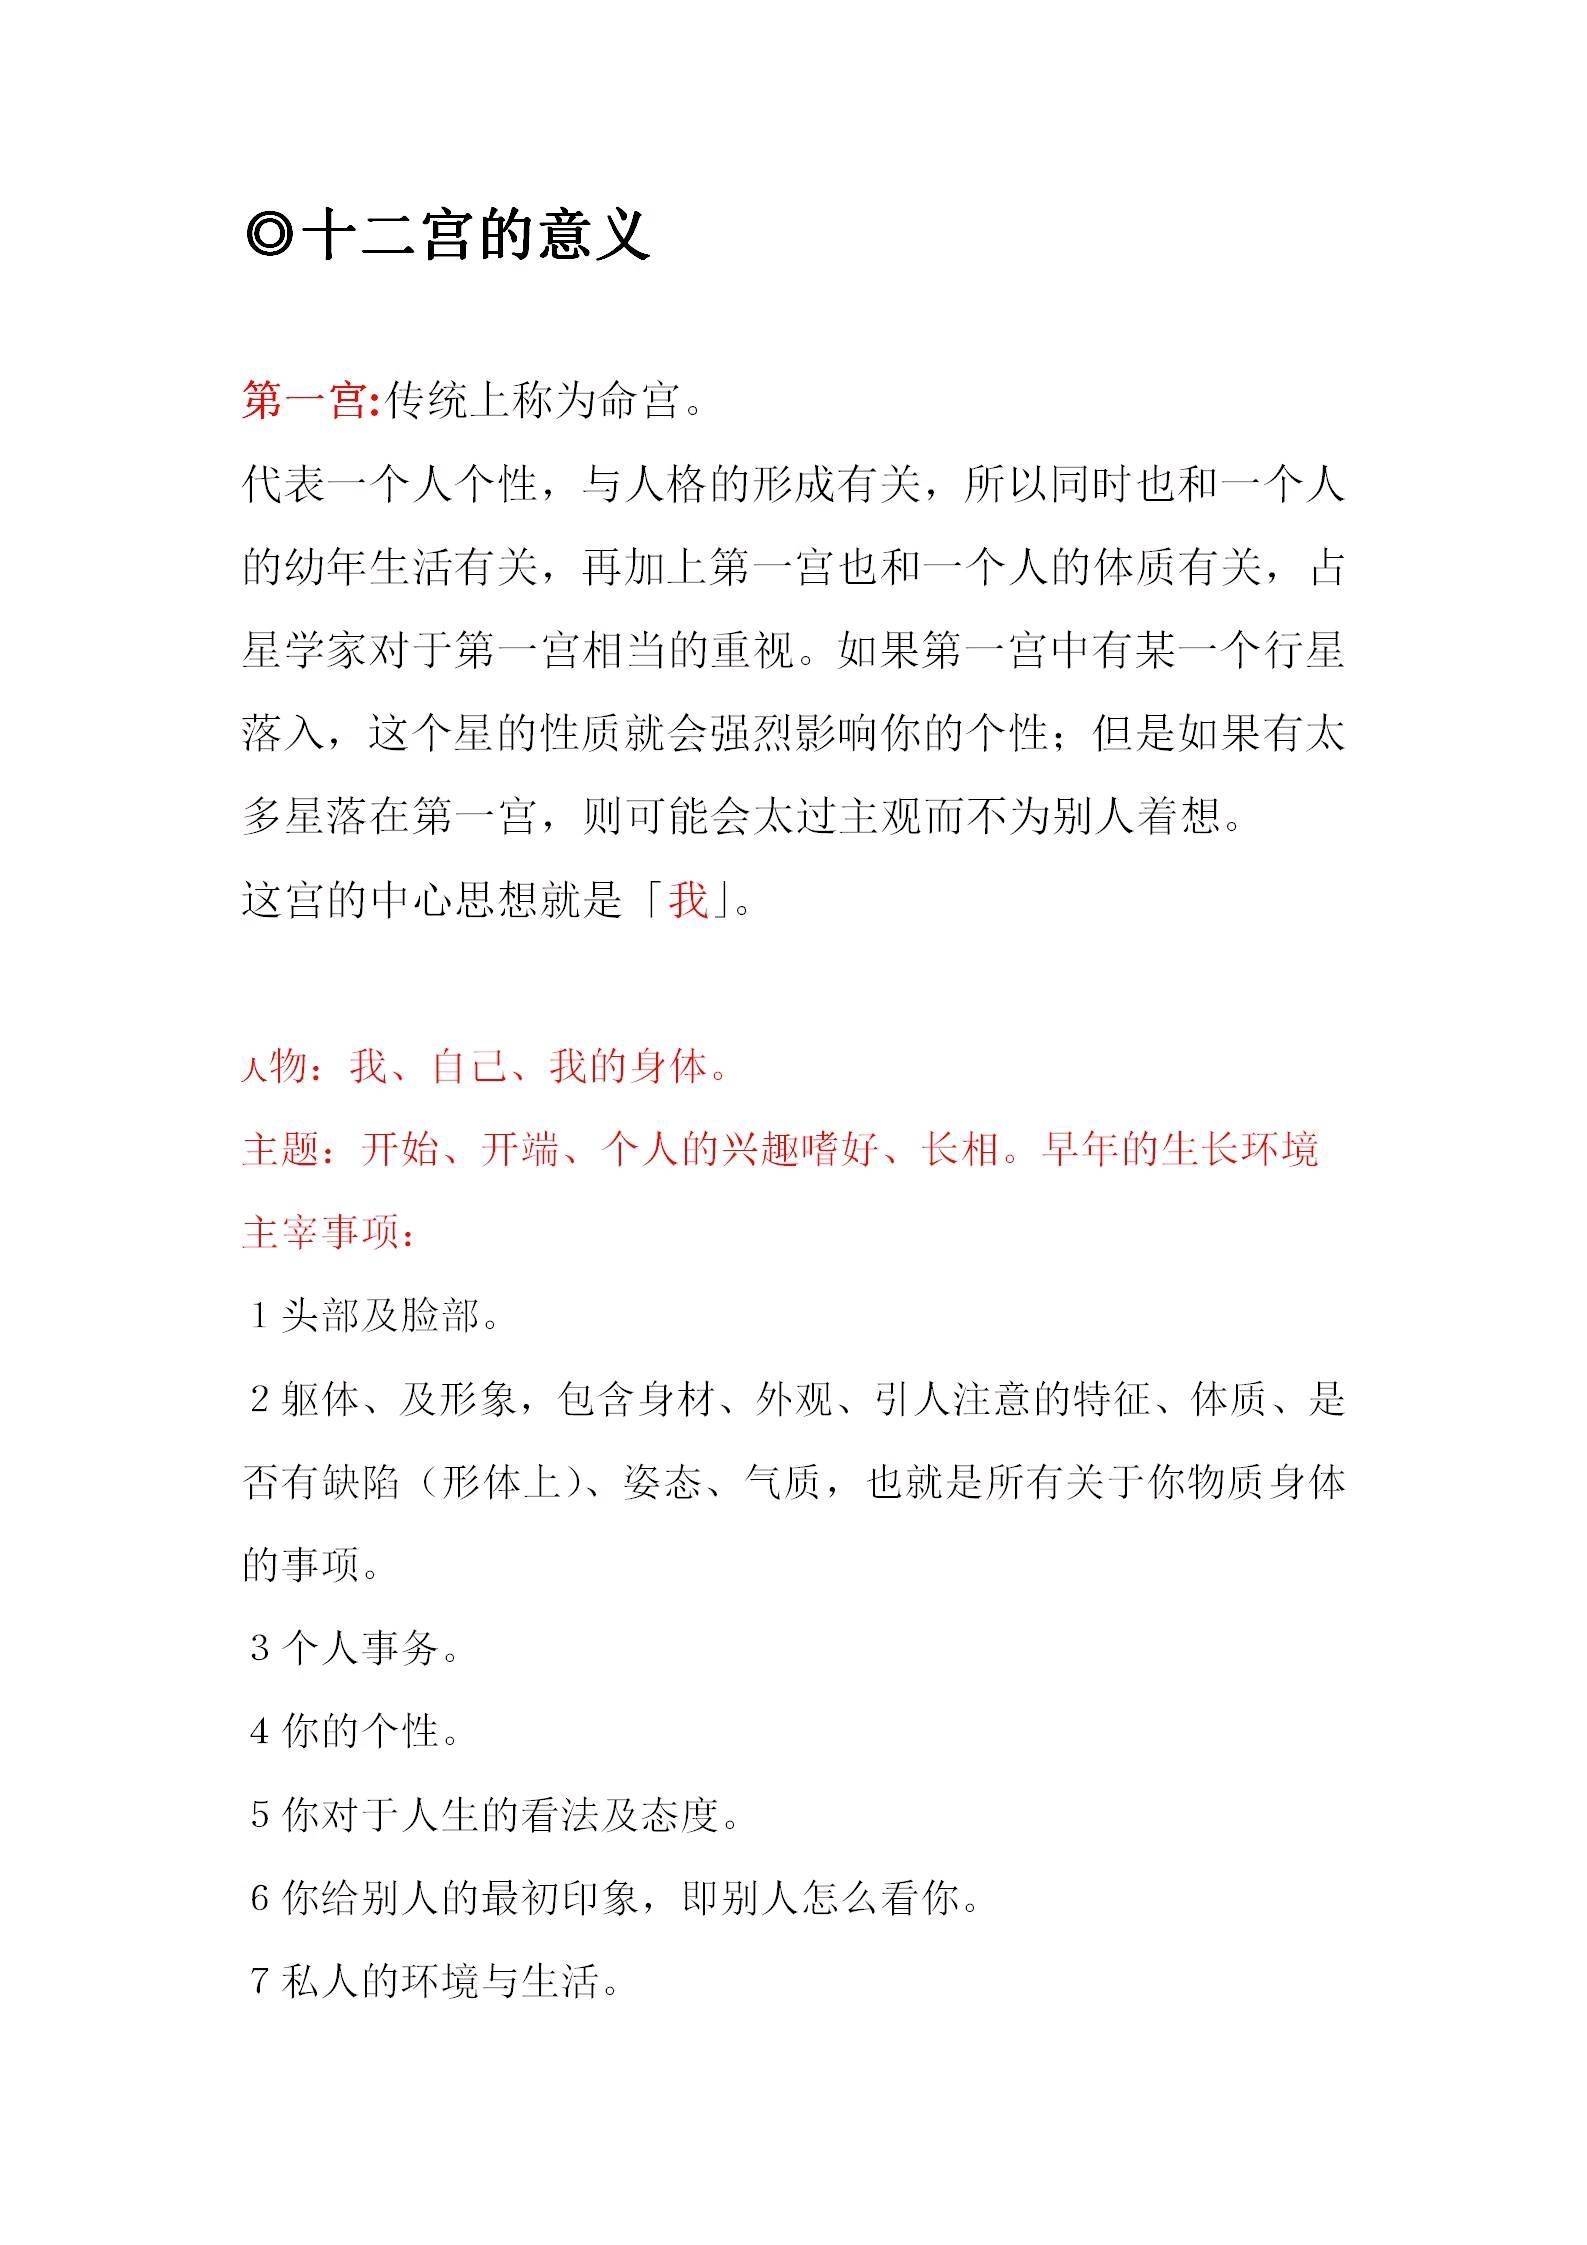 ◎十二宫的意义
第一宫:传统上称为命宫。
代表一个人个性，与人格的形成有关，所以同时也和一个人
的幼年生活有关，再加上第一宫也和一个人的体质有关，占
星学家对于第一宫相当的重视。如果第一宫中有某一个行星
落入，这个星的性质就会强烈影响你的个性；但是如果有太
多星落在第一宫，则可能会太过主观而不为别人着想。
这宫的中心思想就是「我」。
人物：我、自己、我的身体。
主题：开始、开端、个人的兴趣嗜好、长相。早年的生长环境
主宰事项：
１头部及脸部。
２躯体、及形象，包含身材、外观、引人注意的特征、体质、是
否有缺陷（形体上）、姿态、气质，也就是所有关于你物质身体
的事项。
３个人事务。
４你的个性。
５你对于人生的看法及态度。
６你给别人的最初印象，即别人怎么看你。
７私人的环境与生活。